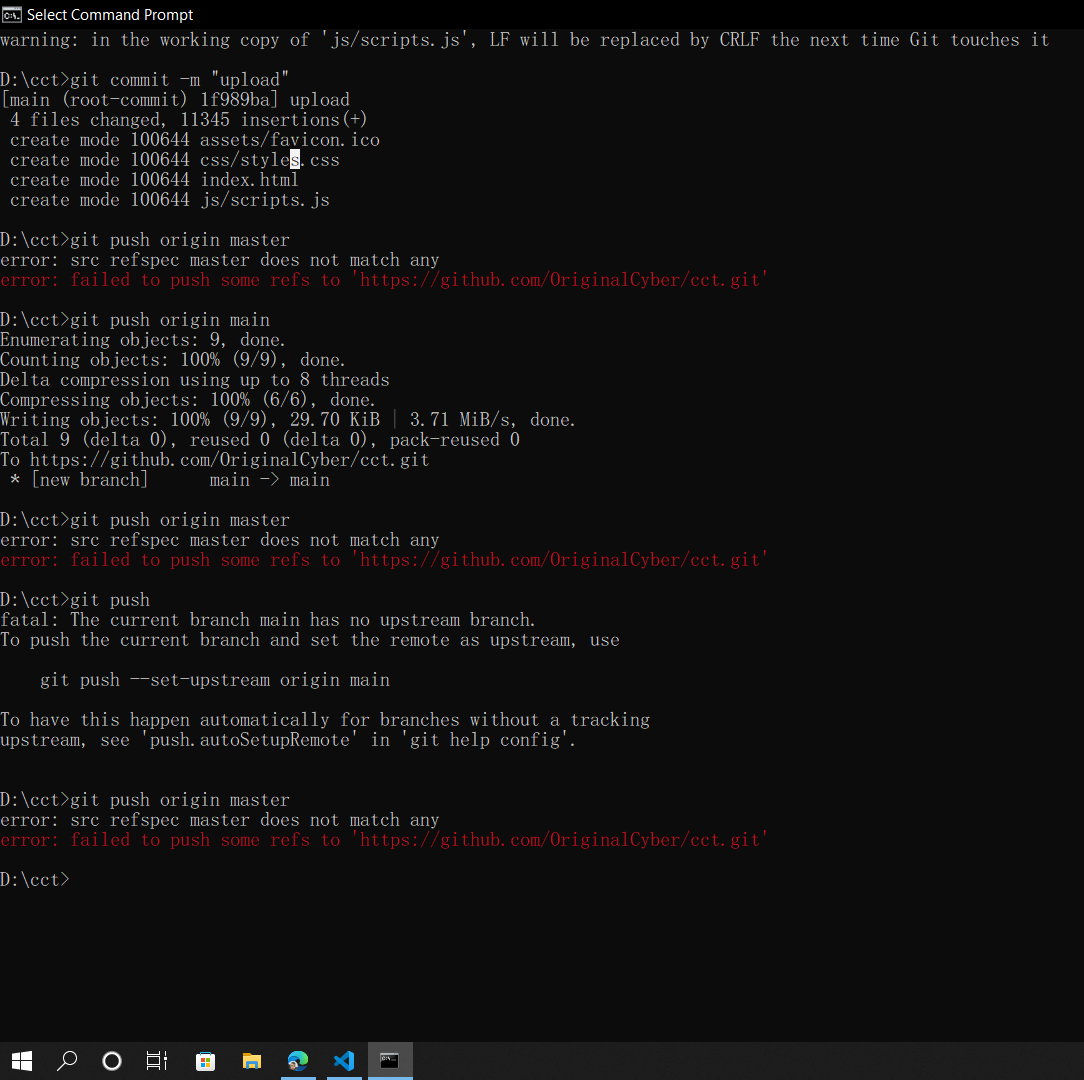 Select Command Prompt
warning: in the working copy of 'js/scripts.js', LF will be replaced by CRLF the next time Git touches it
D:\cct>git commit -m "upload"
[main (root-commit) 1f989ba] upload
4 files changed, 11345 insertions(+)
create mode 100644 assets/favicon.ico
create mode 100644 css/styles.css
create mode 100644 index.html
create mode 100644 js/scripts.js
D:\cct>git push origin master
error: src refspec master does not match any
error: failed to push some refs to 'https://github.com/OriginalCyber/cct.git'
D:\cct>git push origin main
Enumerating objects: 9, done.
Counting objects: 100% (9/9), done.
Delta compression using up to 8 threads
Compressing objects: 100% (6/6), done.
Writing objects: 100% (9/9), 29.70 KiB | 3.71 MiB/s, done.
Total 9 (delta 0), reused 0 (delta 0), pack-reused 0
To https://github.com/OriginalCyber/cct.git
* [new branch]      main -> main
D:\cct>git push origin master
error: src refspec master does not match any
error: failed to push some refs to 'https://github.com/OriginalCyber/cct.git'
D:\cct>git push
fatal: The current branch main has no upstream branch.
To push the current branch and set the remote as upstream, use
git push --set-upstream origin main
To have this happen automatically for branches without a tracking
upstream, see 'push.autoSetupRemote' in 'git help config'.
D:\cct>git push origin master
error: src refspec master does not match any
error: failed to push some refs to 'https://github.com/OriginalCyber/cct.git'
D:\cct>